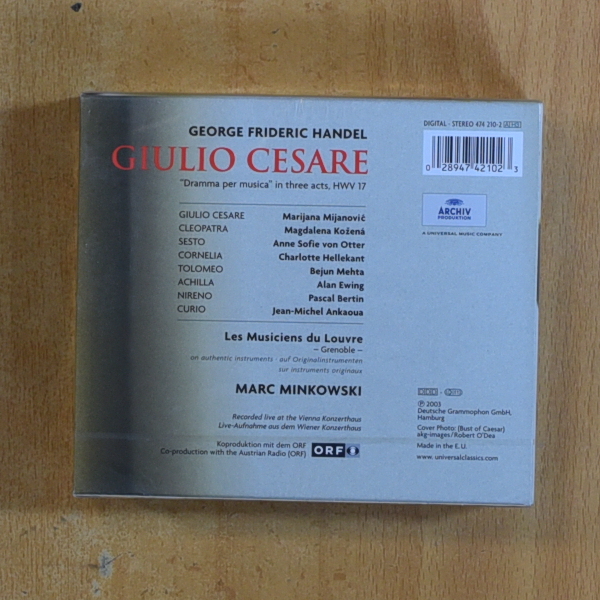 DIGITAL · STEREO 474 210-2
GEORGE FRIDERIC HANDEL
GIULIO CESARE
"Dramma per musica" in three acts, HWV 17
0 28947 42102 3
ARCHIV
PRODUKTION
A UNIVERSAL MUSIC COMPANY
GIULIO CESARE Marijana Mijanović
CLEOPATRA Magdalena Kožená
SESTO Anne Sofie von Otter
CORNELIA Charlotte Hellekant
TOLOMEO Bejun Mehta
ACHILLA Alan Ewing
NIRENO Pascal Bertin
CURIO Jean-Michel Ankaoua
Les Musiciens du Louvre
– Grenoble –
on authentic instruments · auf Originalinstrumenten
sur instruments originaux
MARC MINKOWSKI
Recorded live at the Vienna Konzerthaus
Live-Aufnahme aus dem Wiener Konzerthaus
Koproduktion mit dem ORF
Co-production with the Austrian Radio (ORF)
ORF
℗ 2003
Deutsche Grammophon GmbH,
Hamburg
Cover Photo: (Bust of Caesar)
akg-images/Robert O'Dea
Made in the E.U.
www.universalclassics.com